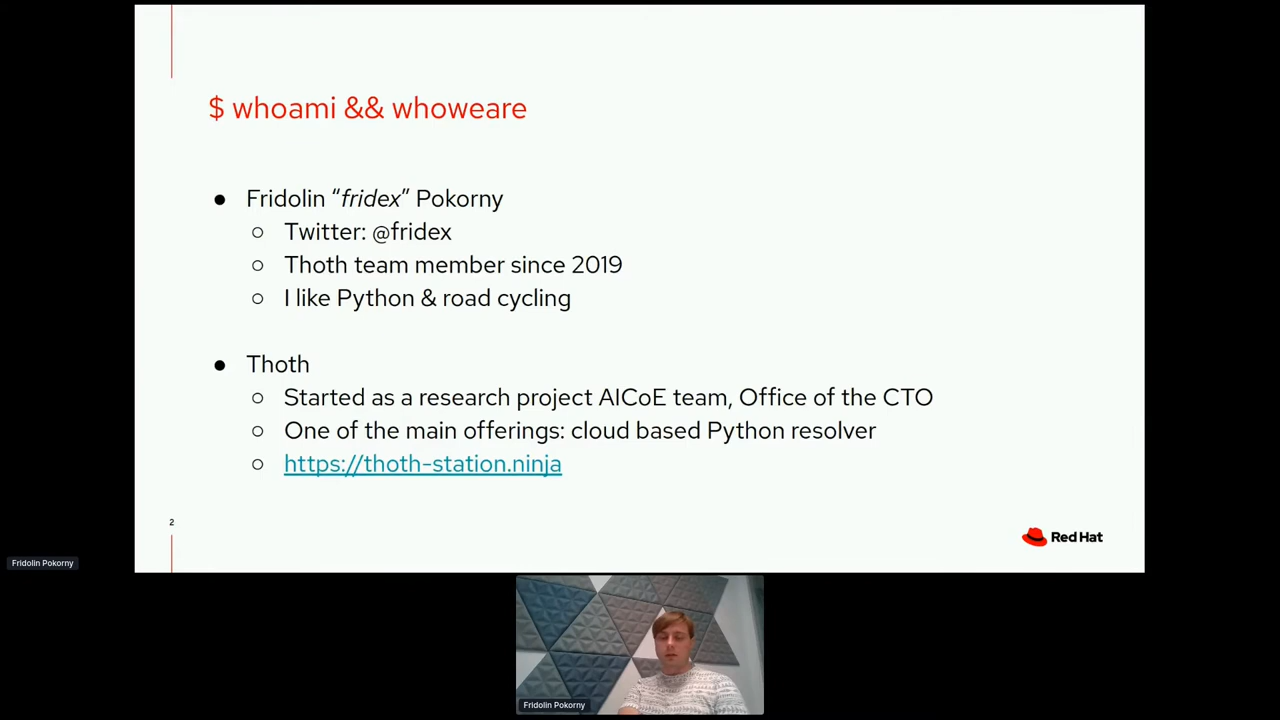 $ whoami && whoweare
● Fridolin “fridex” Pokorny
○ Twitter: @fridex
○ Thoth team member since 2019
○ I like Python & road cycling
● Thoth
○ Started as a research project AICoE team, Office of the CTO
○ One of the main offerings: cloud based Python resolver
○ https://thoth-station.ninja
2
Red Hat
Fridolin Pokorny
Fridolin Pokorny